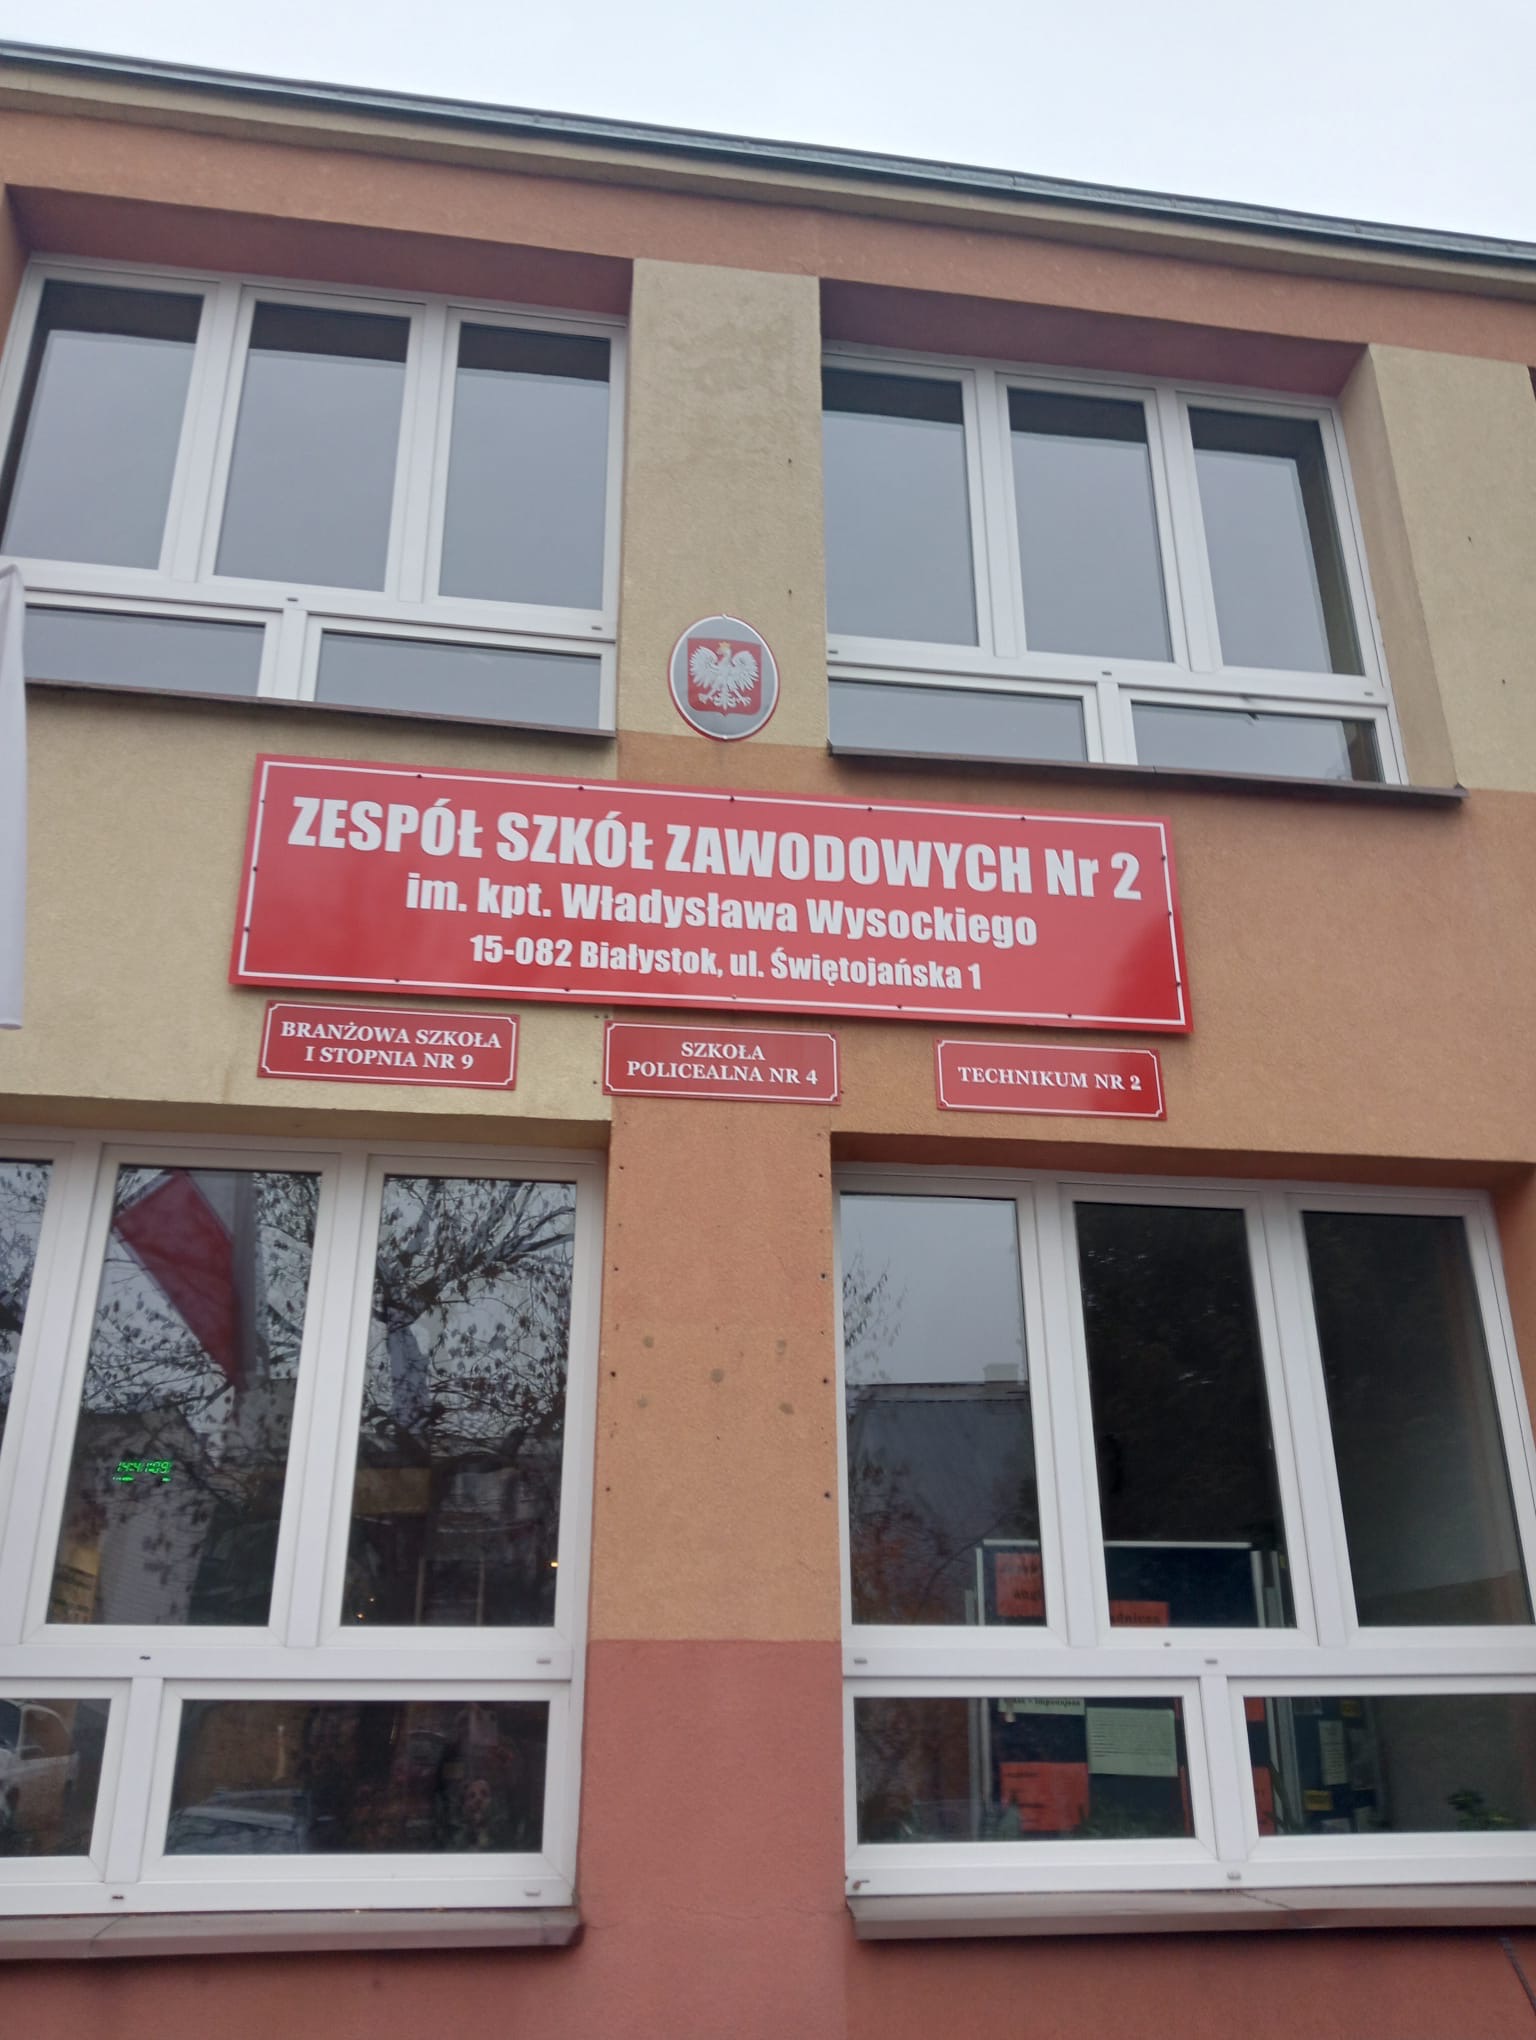 ZESPÓŁ SZKÓŁ ZAWODOWYCH Nr 2
im. kpt. Władysława Wysockiego
15-082 Białystok, ul. Świętojańska 1
BRANŻOWA SZKOŁA
I STOPNIA NR 9
SZKOŁA
POLICEALNA NR 4
TECHNIKUM NR 2